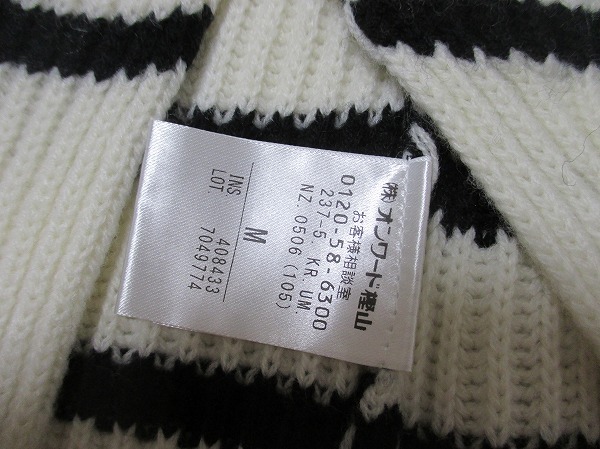 ㈱オンワード樫山
お客様相談室
0120-58-6300
237-5. KR UM.
NZ. 0506 (105)
M
INS 408433
LOT 7049774